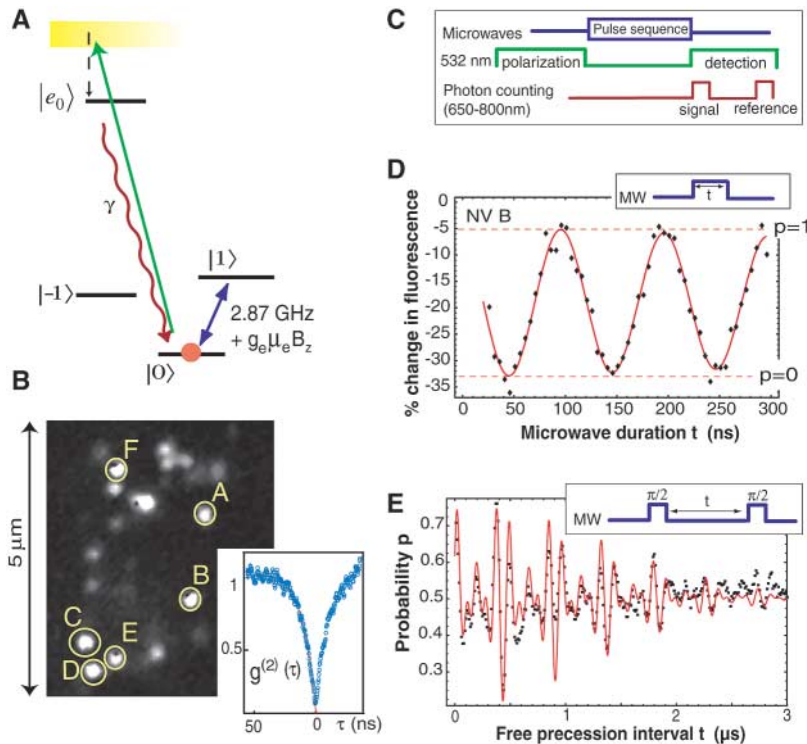 A
|e₀⟩
γ
|1⟩
|-1⟩
2.87 GHz
+ gₑμₑB_z
|0⟩
B
5 μm
F
A
B
C
E
D
1
0.5
g⁽²⁾ (τ)
50
0
τ (ns)
C
Microwaves
Pulse sequence
532 nm
polarization
detection
Photon counting
(650-800nm)
signal
reference
D
MW
t
NV B
p=1
p=0
% change in fluorescence
0
-5
-10
-15
-20
-25
-30
-35
0
50
100
150
200
250
300
Microwave duration t (ns)
E
MW
π/2
t
π/2
Probability p
0.7
0.6
0.5
0.4
0.3
0
1
2
3
Free precession interval t (μs)